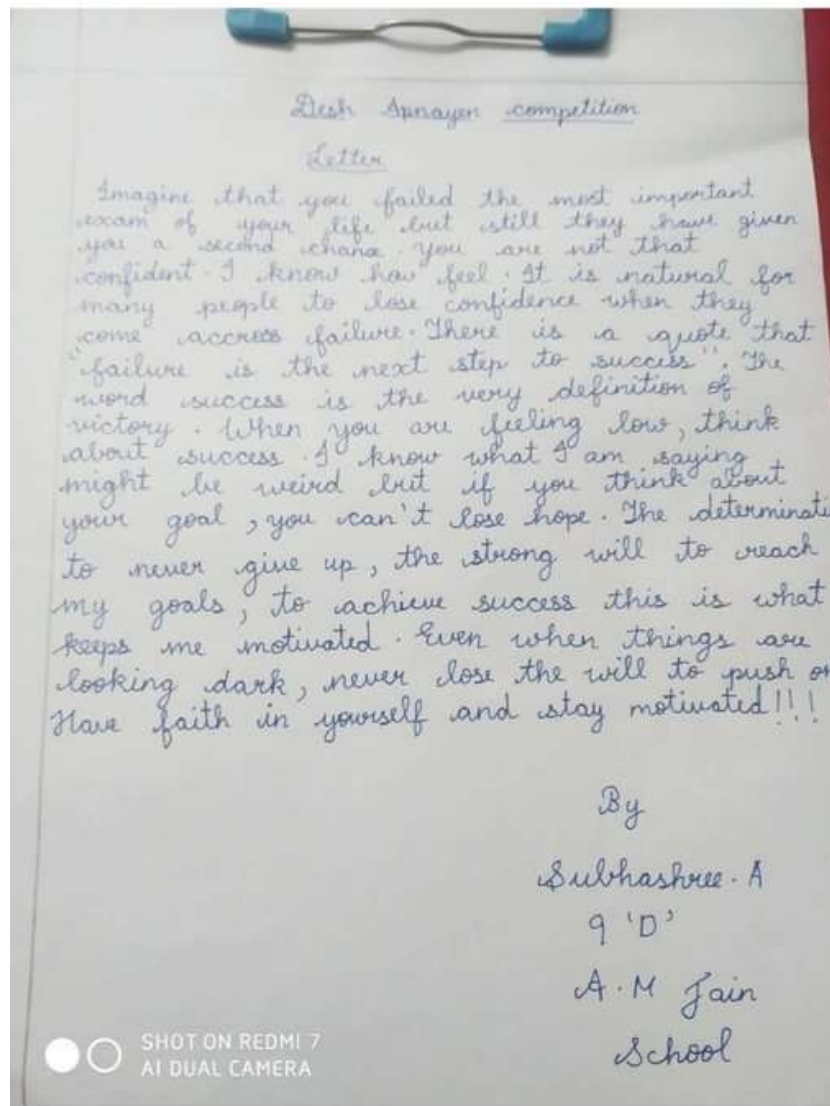 Desh Apnayen competition
Letter
Imagine that you failed the most important
exam of your life but still they have given
you a second chance. You are not that
confident. I know how feel. It is natural for
many people to lose confidence when they
come accross failure. There is a quote that
"failure is the next step to success". The
word success is the very definition of
victory. When you are feeling low, think
about success. I know what I am saying
might be weird but if you think about
your goal, you can't lose hope. The determinati
to never give up, the strong will to reach
my goals, to achieve success this is what
keeps me motivated. Even when things are
looking dark, never lose the will to push on
Have faith in yourself and stay motivated!!!
By
Subhashree. A
9 'D'
A. M Jain
School
SHOT ON REDMI 7
AI DUAL CAMERA